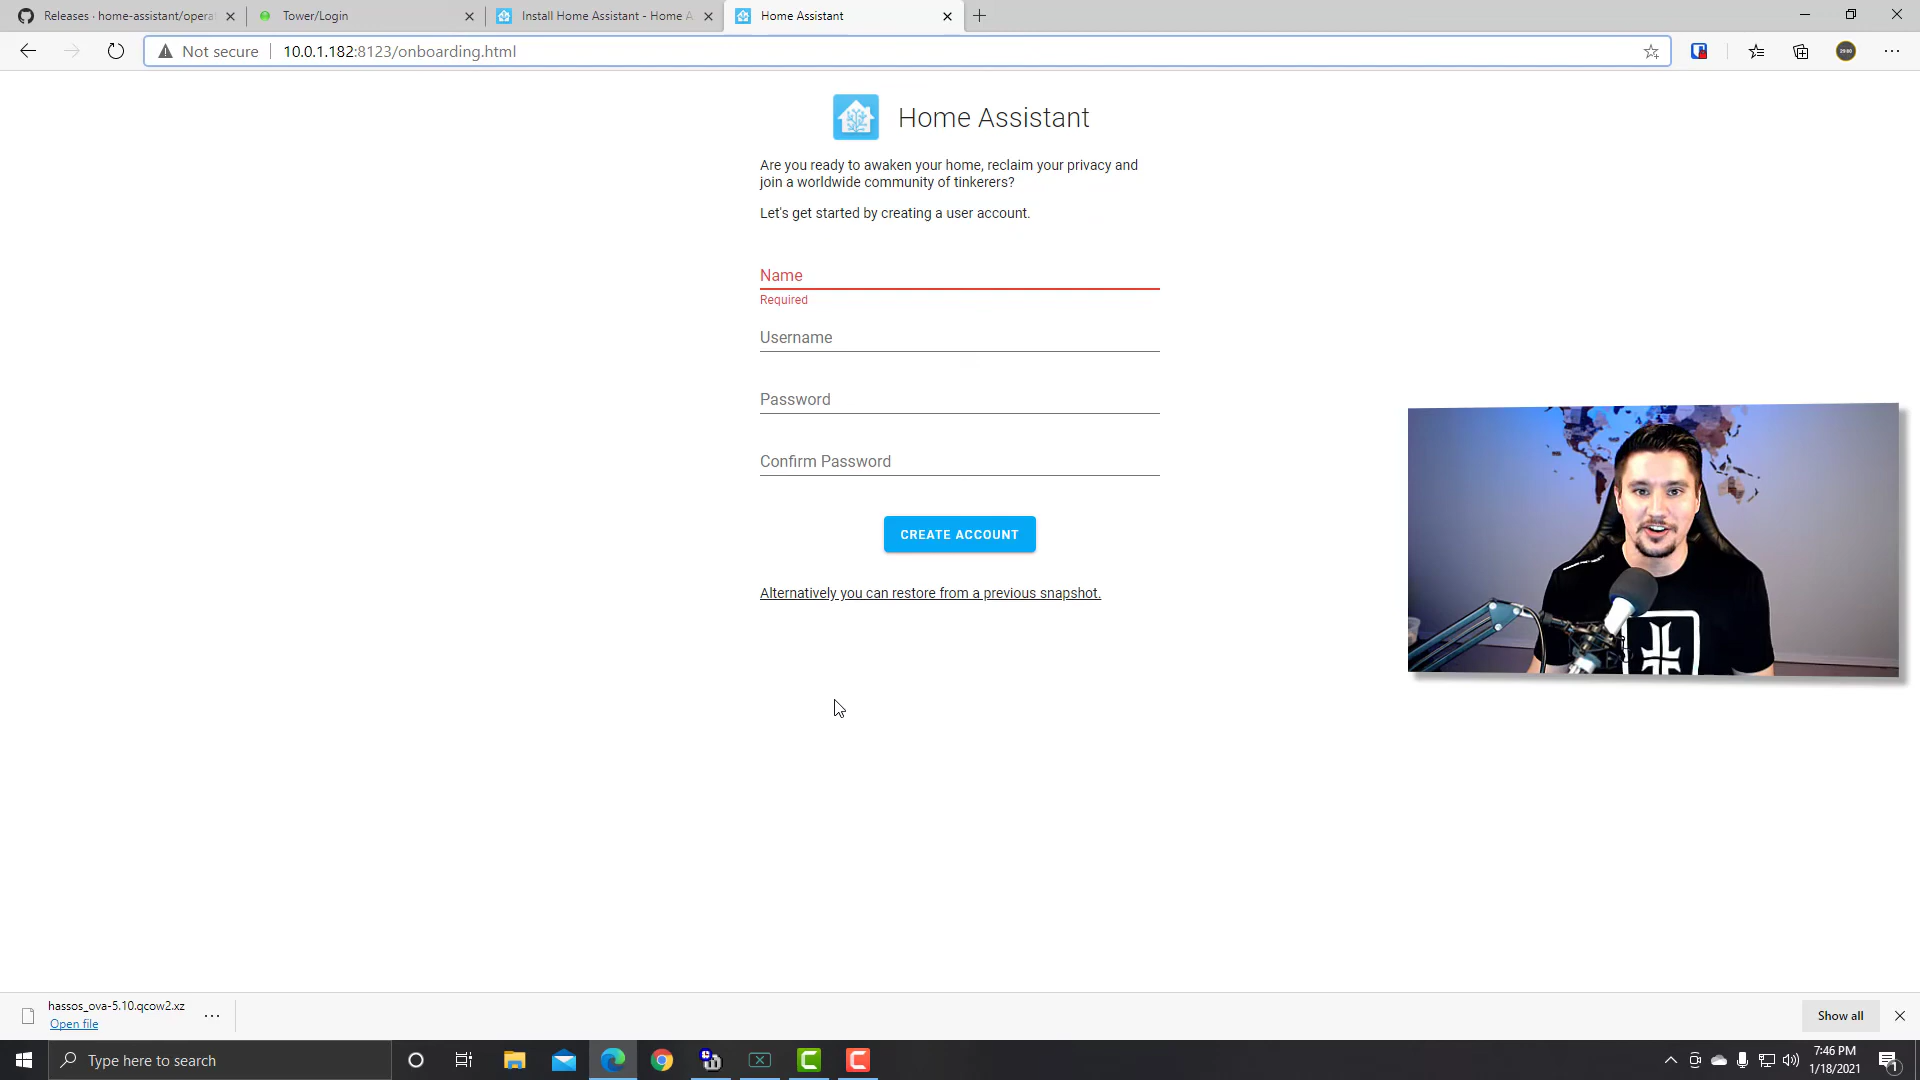 Releases · home-assistant/opera
Tower/Login
Install Home Assistant - Home A
Home Assistant
Not secure
10.0.1.182:8123/onboarding.html
Home Assistant
Are you ready to awaken your home, reclaim your privacy and
join a worldwide community of tinkerers?
Let's get started by creating a user account.
Name
Required
Username
Password
Confirm Password
CREATE ACCOUNT
Alternatively you can restore from a previous snapshot.
hassos_ova-5.10.qcow2.xz
Open file
Show all
Type here to search
7:46 PM
1/18/2021
1